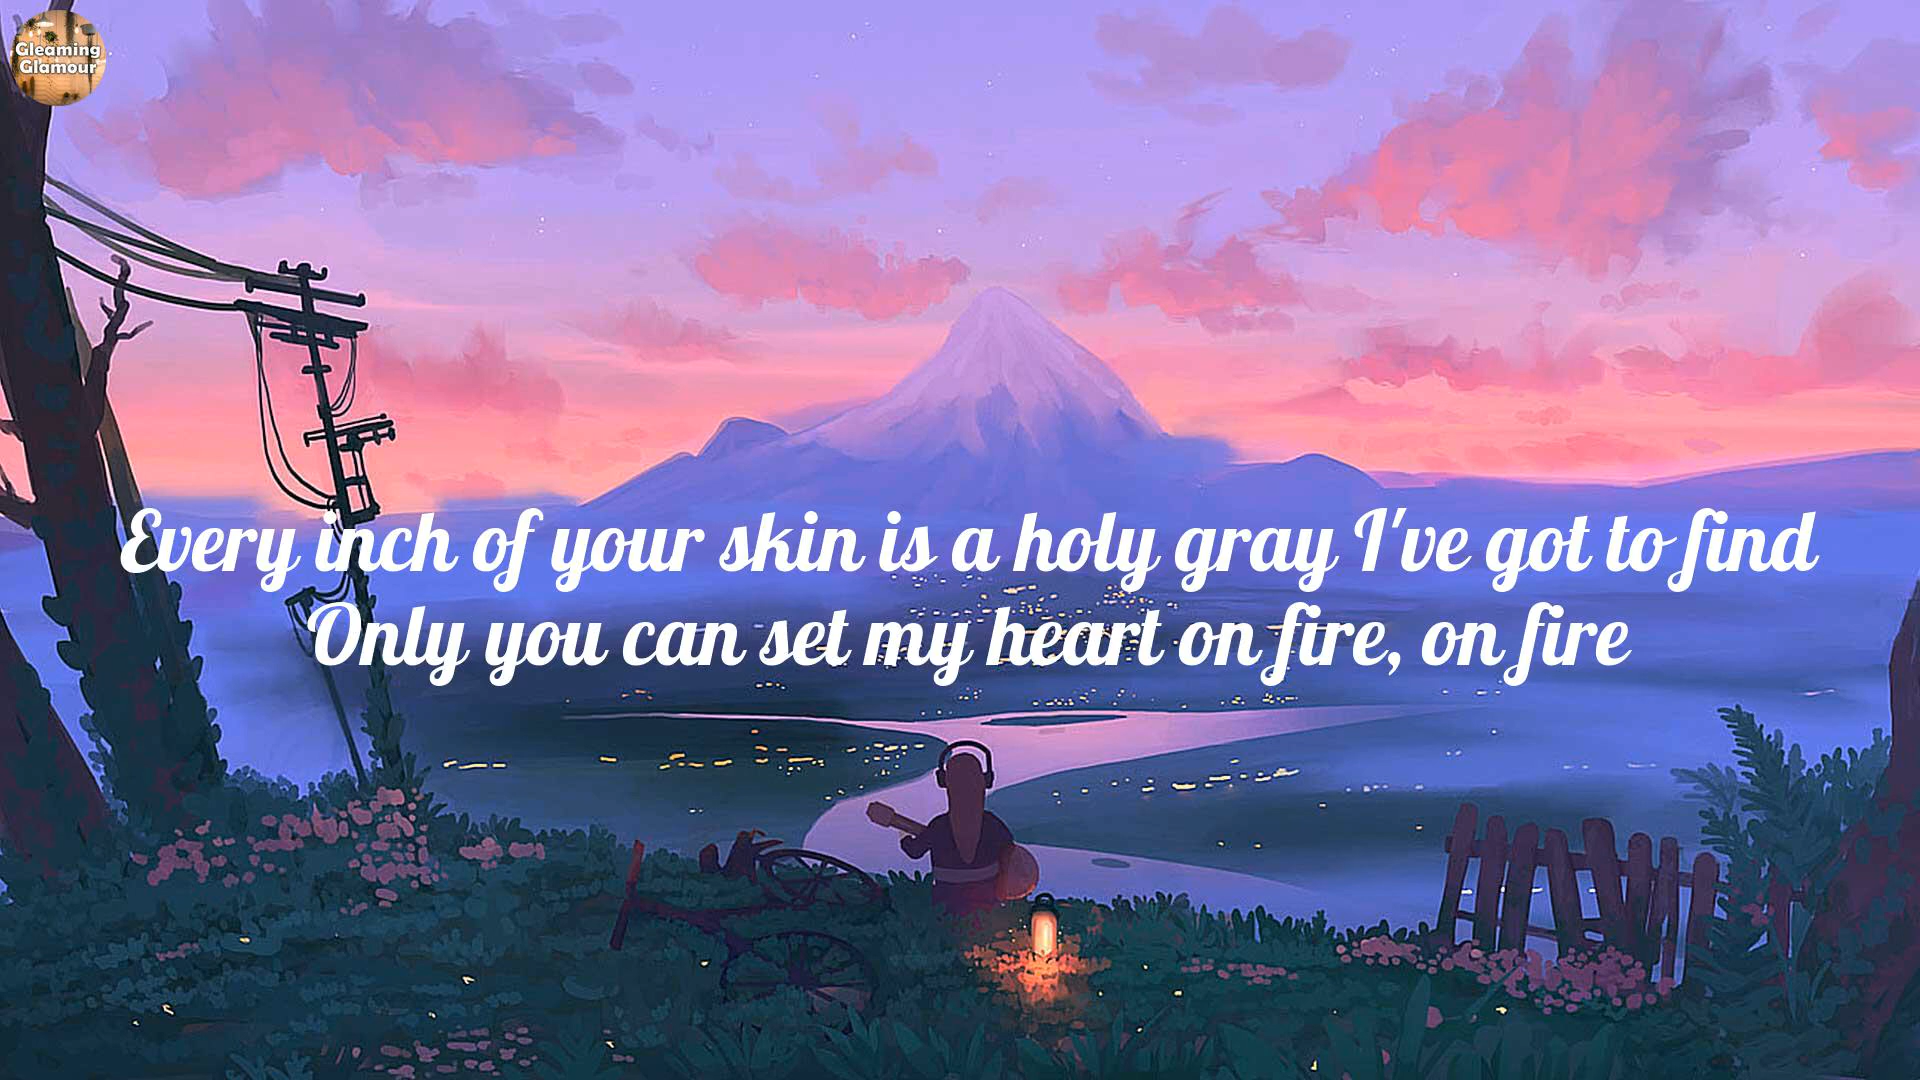 Gleaming
Glamour
Every inch of your skin is a holy gray I've got to find
Only you can set my heart on fire, on fire